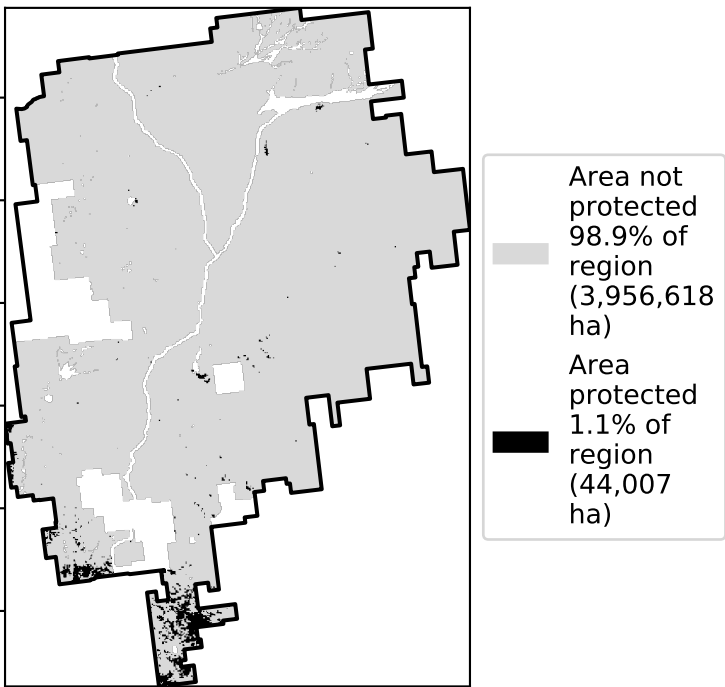 Area not
protected
98.9% of
region
(3,956,618
ha)
Area
protected
1.1% of
region
(44,007
ha)